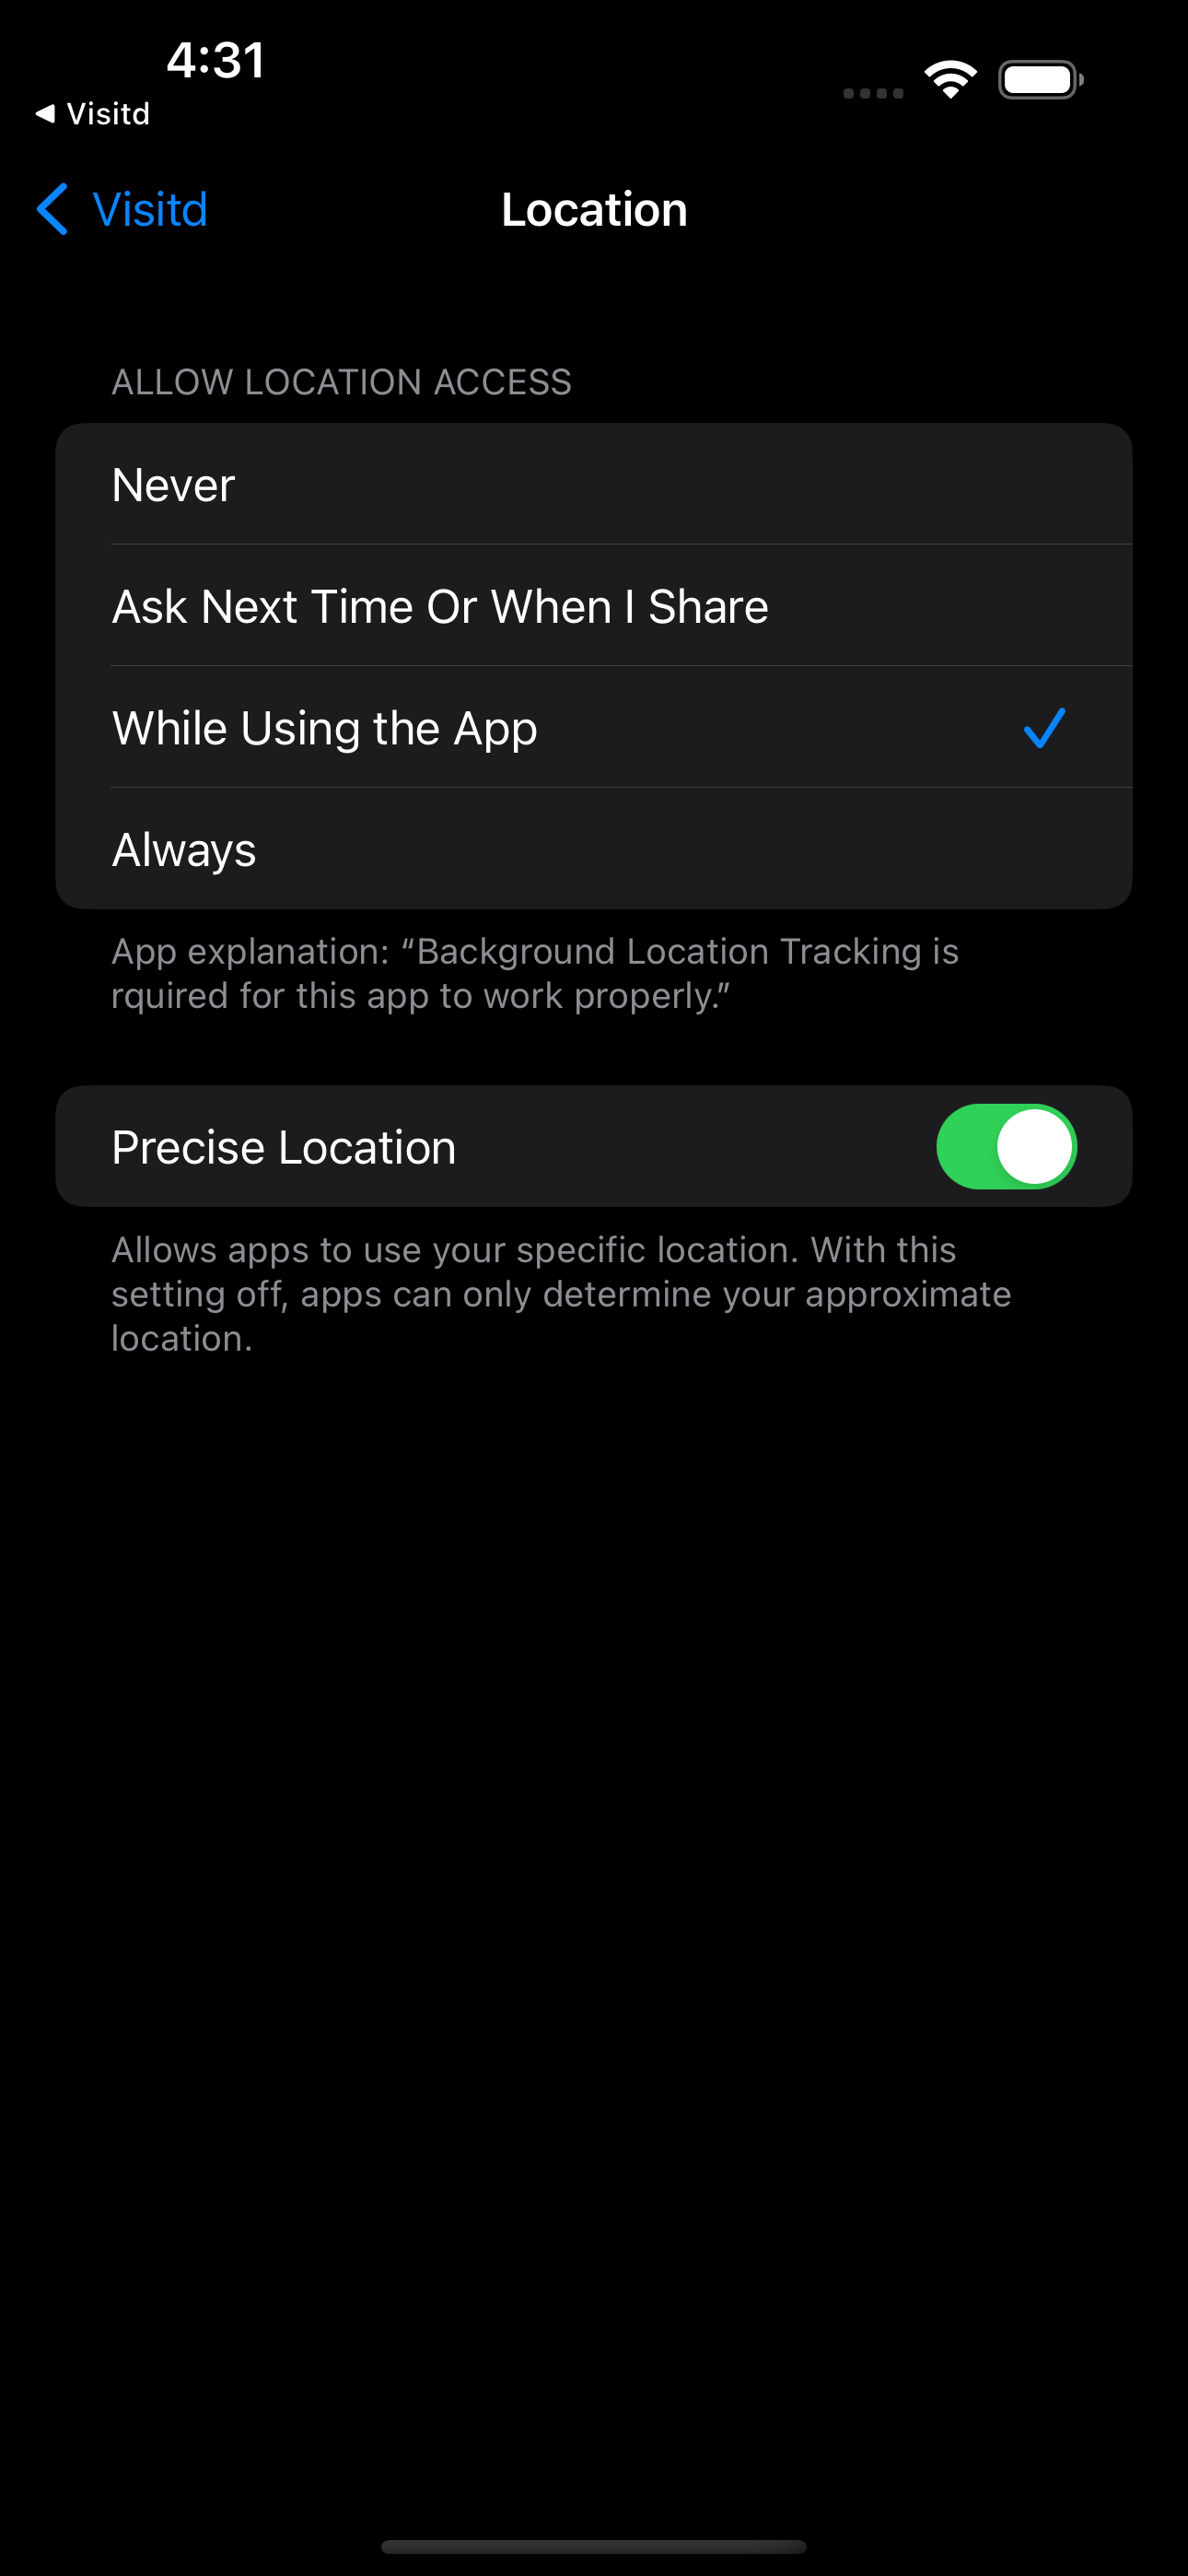 4:31
◀ Visitd
Visitd
Location
ALLOW LOCATION ACCESS
Never
Ask Next Time Or When I Share
While Using the App
Always
App explanation: “Background Location Tracking is
rquired for this app to work properly.”
Precise Location
Allows apps to use your specific location. With this
setting off, apps can only determine your approximate
location.